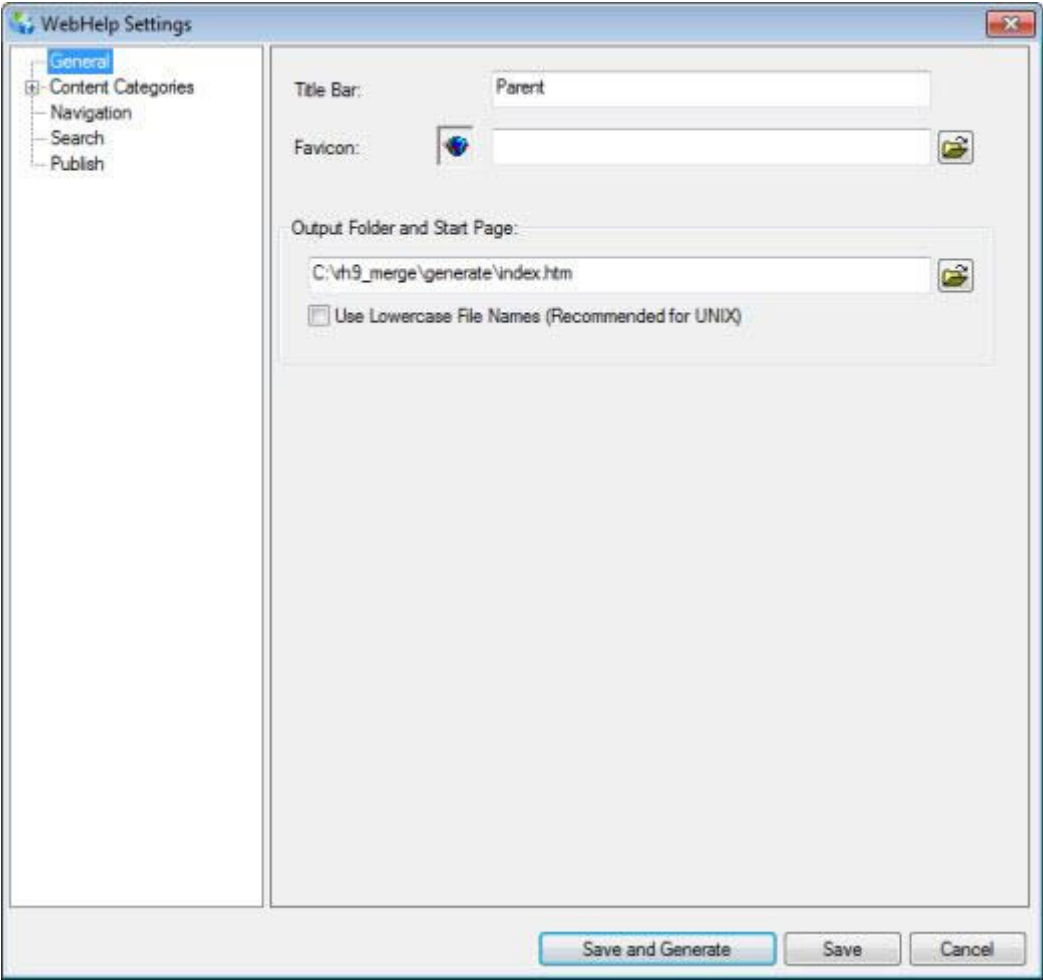 WebHelp Settings
General
Content Categories
Navigation
Search
Publish
Title Bar:
Parent
Favicon:
Output Folder and Start Page:
C:\rh9_merge\generate\index.htm
Use Lowercase File Names (Recommended for UNIX)
Save and Generate
Save
Cancel